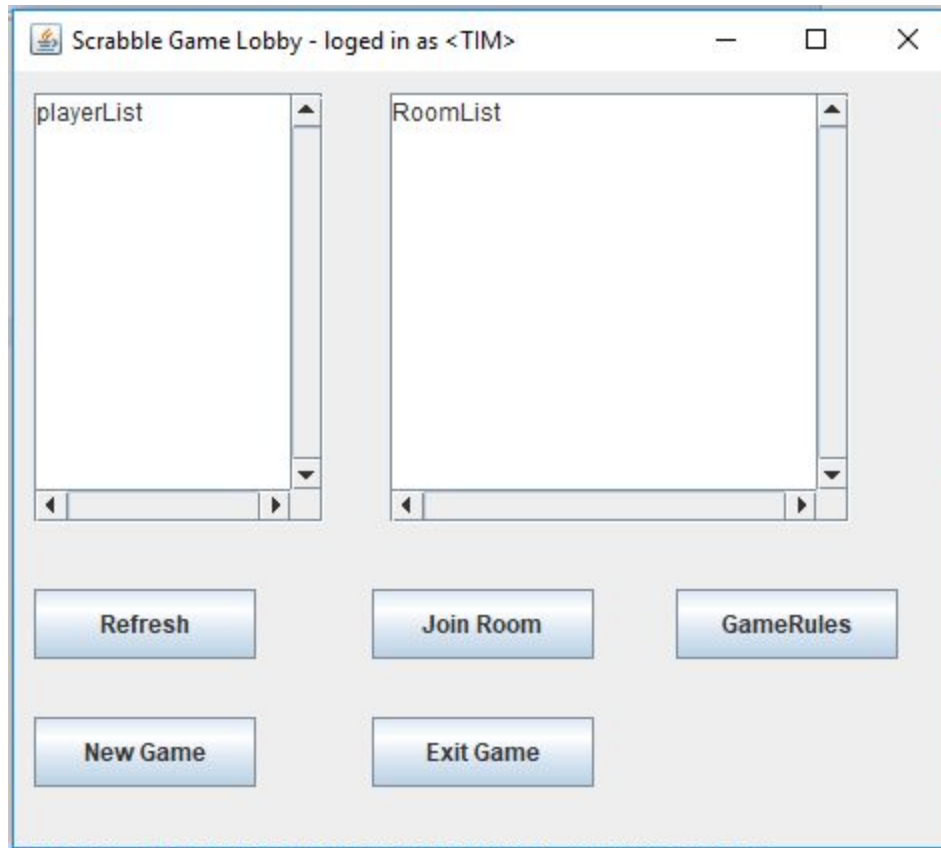 Scrabble Game Lobby - loged in as <TIM>
playerList
RoomList
Refresh
Join Room
GameRules
New Game
Exit Game